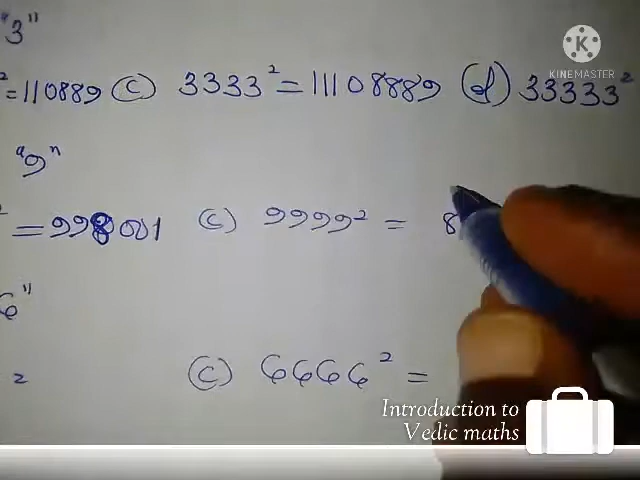 "3"
² = 110889 (C) 3333² = 11108889 (d) 33333²
"9"
² = 998001 (C) 9999² = 8
6"
² (C) 6666² =
KINEMASTER
Introduction to
Vedic maths